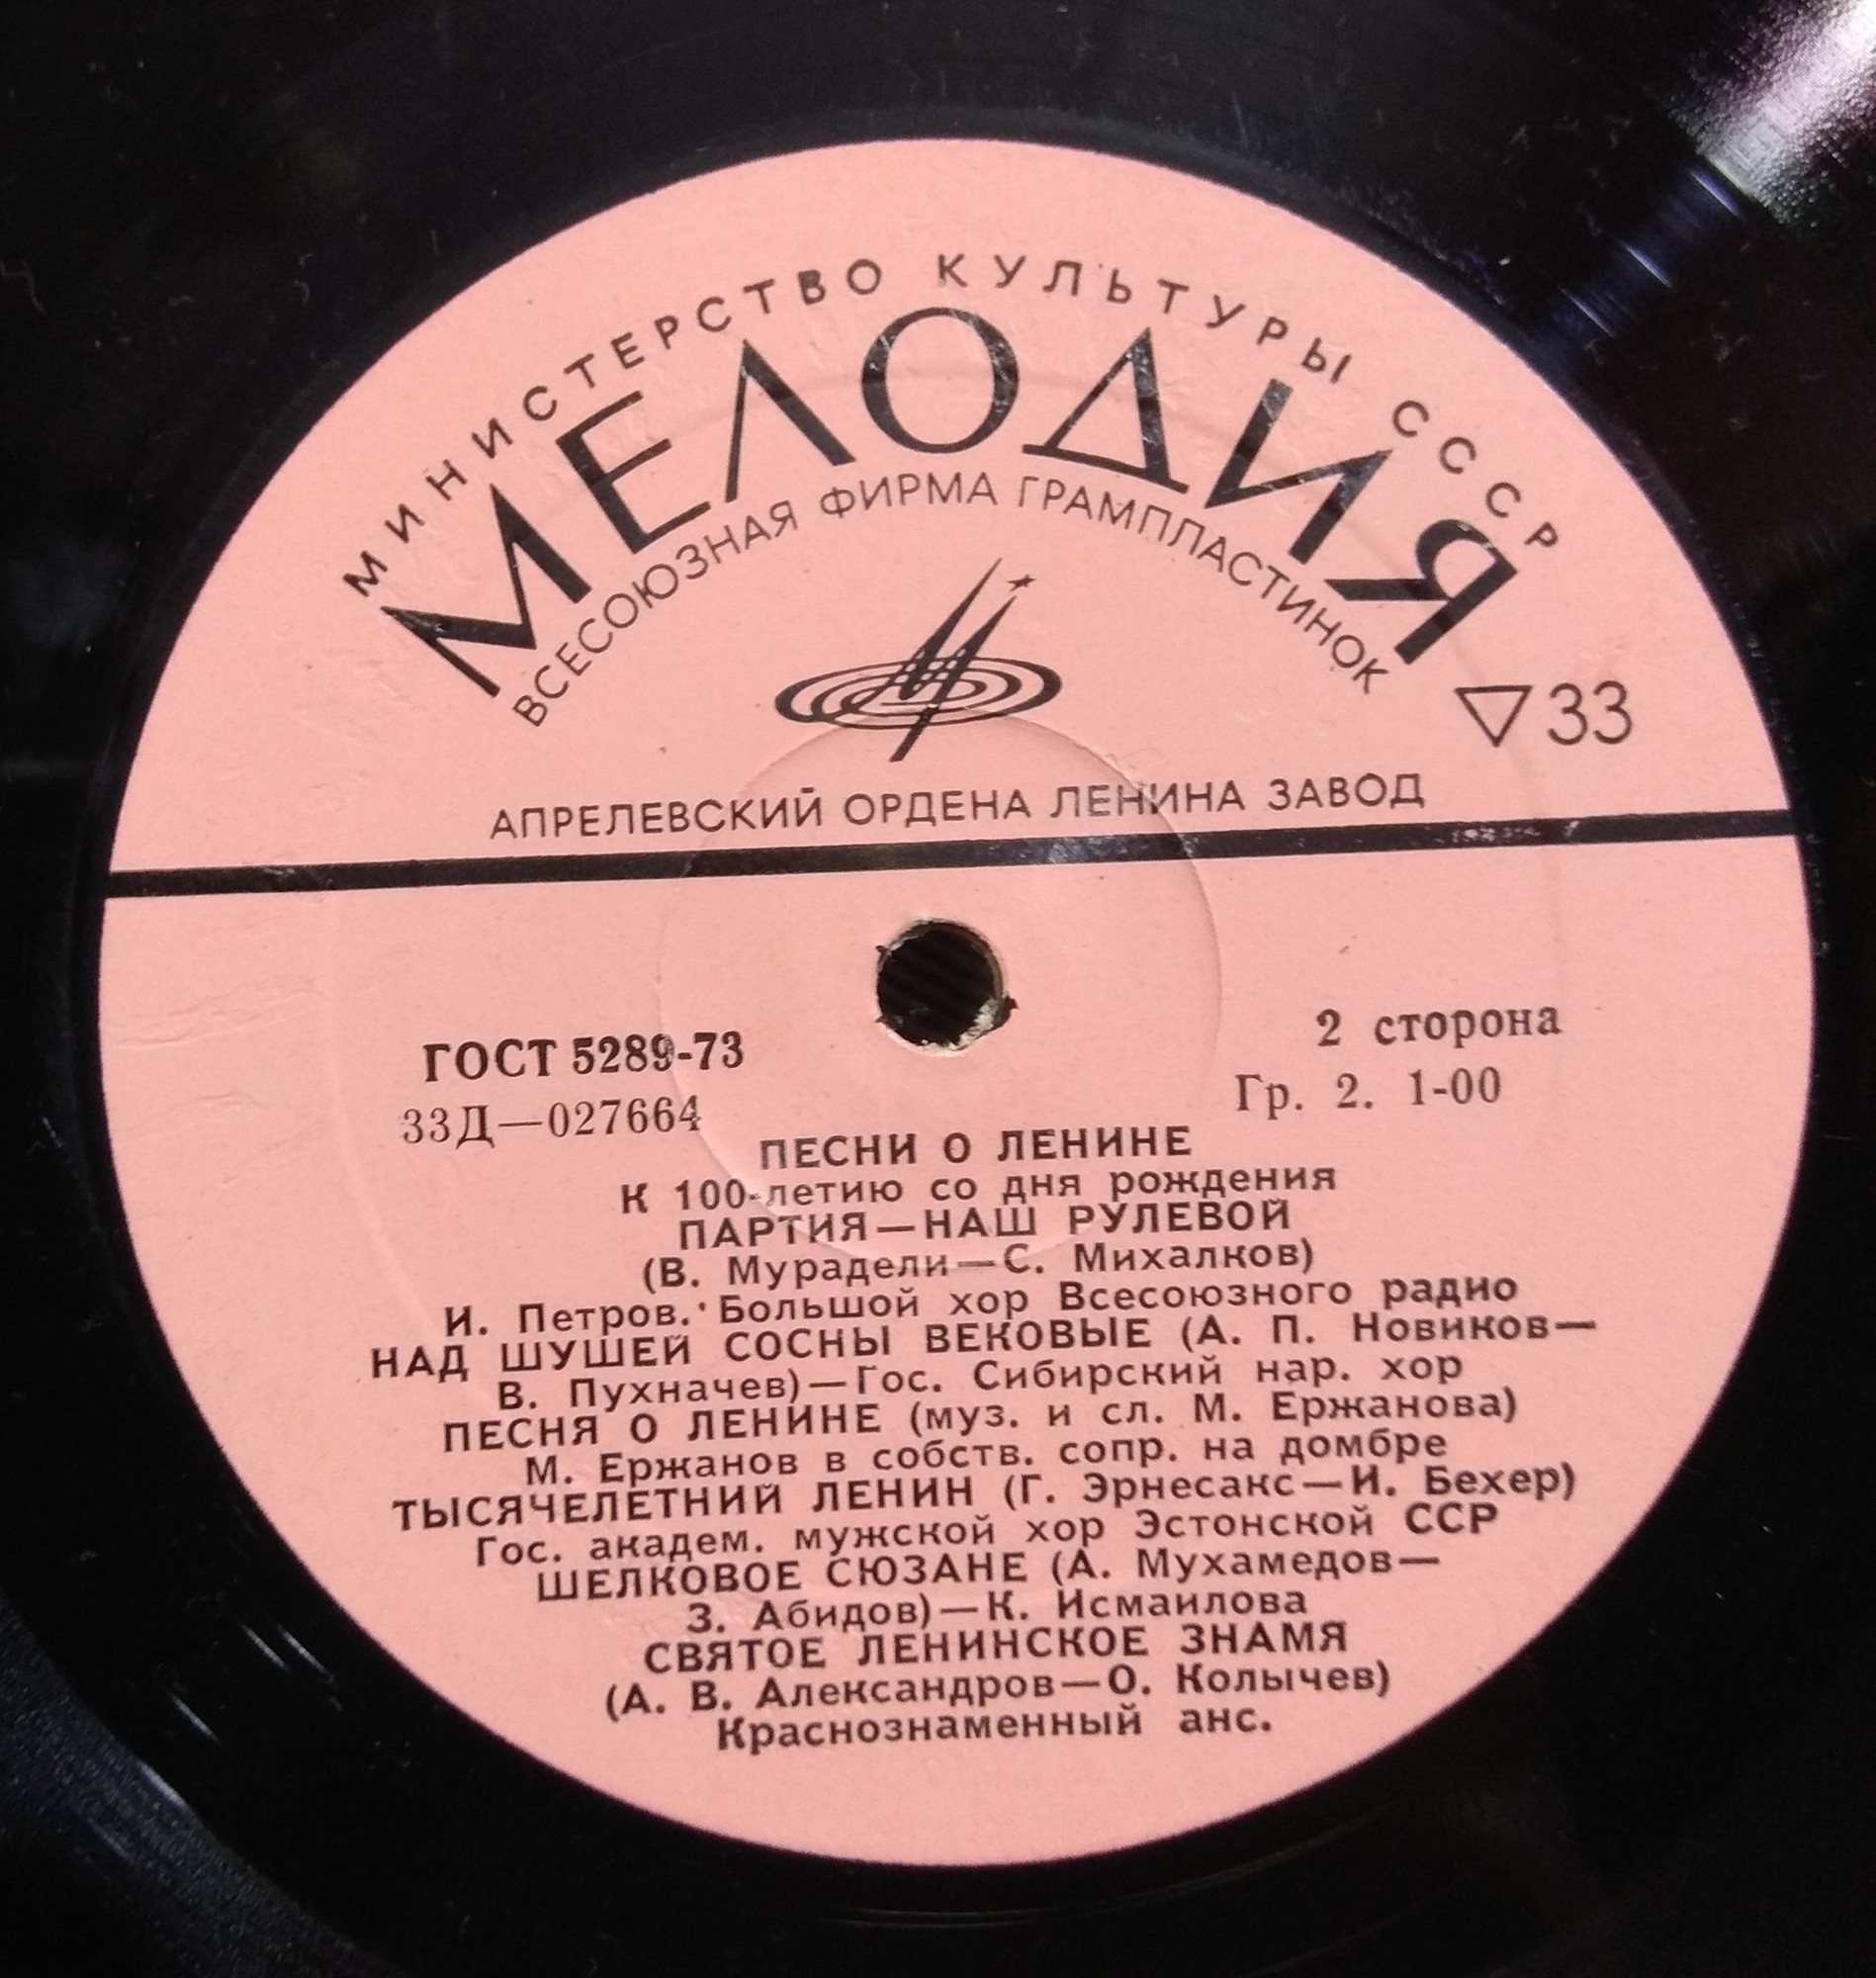 МИНИСТЕРСТВО КУЛЬТУРЫ СССР
МЕЛОДИЯ
ВСЕСОЮЗНАЯ ФИРМА ГРАМПЛАСТИНОК
33
АПРЕЛЕВСКИЙ ОРДЕНА ЛЕНИНА ЗАВОД
ГОСТ 5289-73
2 сторона
33Д—027664
Гр. 2. 1-00
ПЕСНИ О ЛЕНИНЕ
К 100-летию со дня рождения
ПАРТИЯ—НАШ РУЛЕВОЙ
(В. Мурадели—С. Михалков)
И. Петров. Большой хор Всесоюзного радио
НАД ШУШЕЙ СОСНЫ ВЕКОВЫЕ (А. П. Новиков—
В. Пухначев)—Гос. Сибирский нар. хор
ПЕСНЯ О ЛЕНИНЕ (муз. и сл. М. Ержанова)
М. Ержанов в собств. сопр. на домбре
ТЫСЯЧЕЛЕТНИЙ ЛЕНИН (Г. Эрнесакс—И. Бехер)
Гос. академ. мужской хор Эстонской ССР
ШЕЛКОВОЕ СЮЗАНЕ (А. Мухамедов—
З. Абидов)—К. Исмаилова
СВЯТОЕ ЛЕНИНСКОЕ ЗНАМЯ
(А. В. Александров—О. Колычев)
Краснознаменный анс.